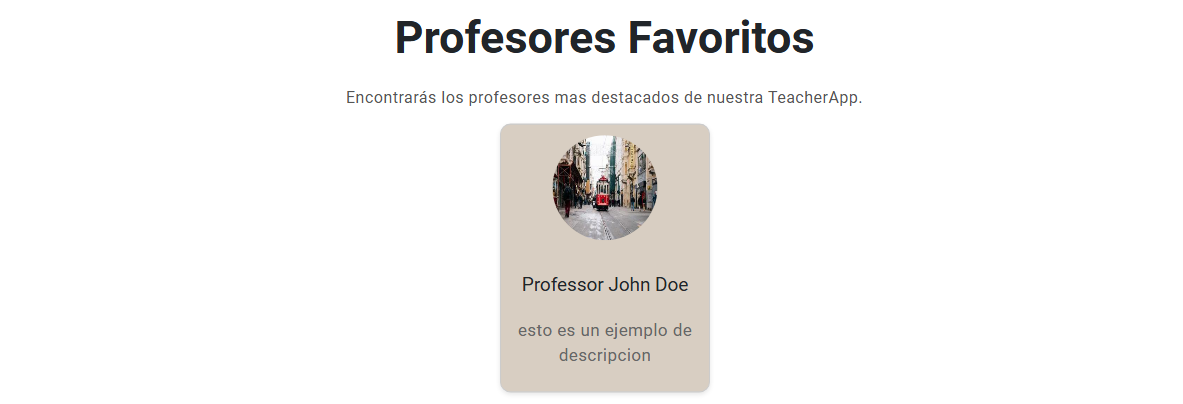 Profesores Favoritos
Encontrarás los profesores mas destacados de nuestra TeacherApp.
Professor John Doe
esto es un ejemplo de
descripcion